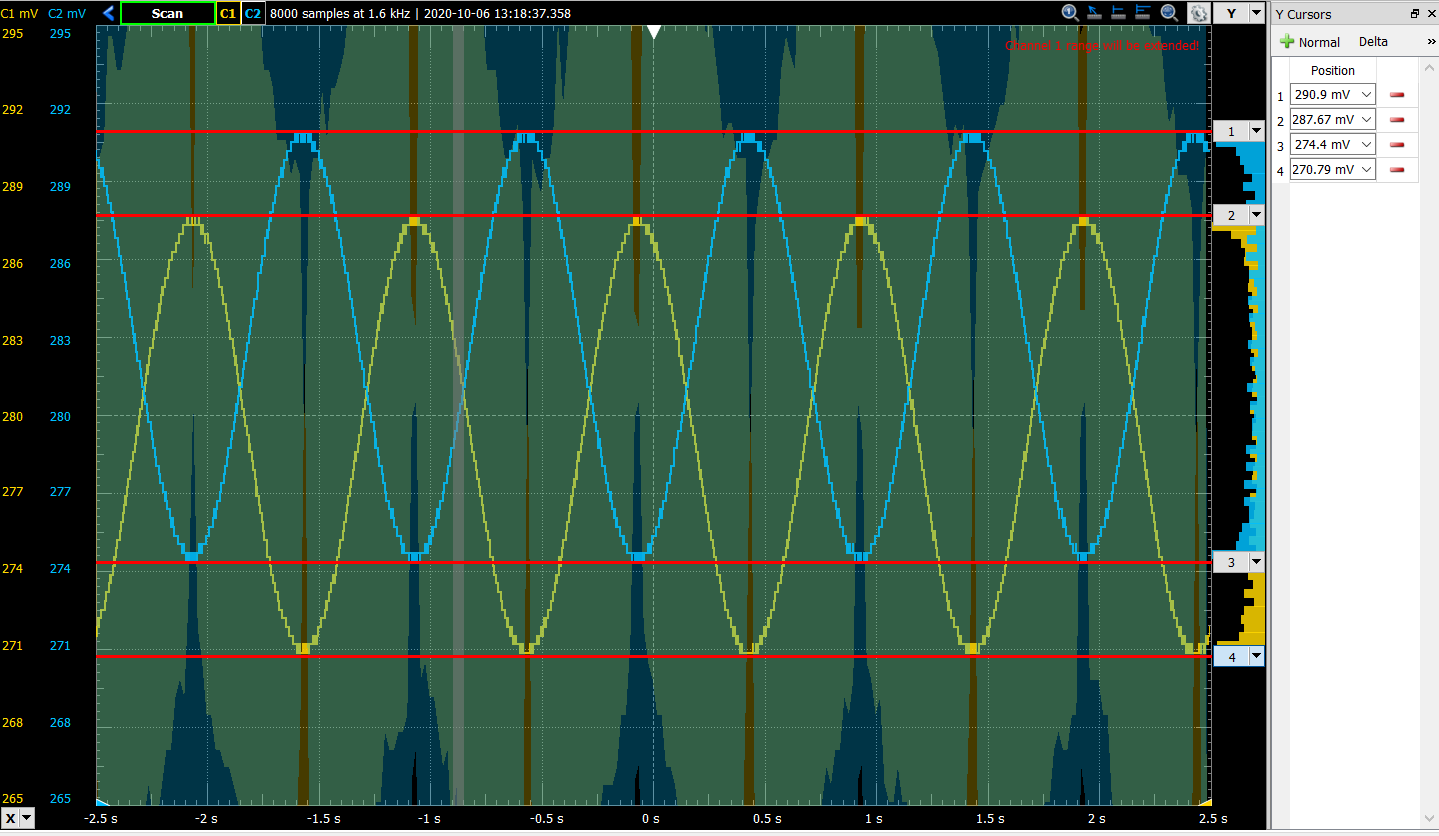 C1 mV C2 mV Scan C1 C2 8000 samples at 1.6 kHz | 2020-10-06 13:18:37.358 Y
Y Cursors
Normal Delta »
Position
1 290.9 mV
2 287.67 mV
3 274.4 mV
4 270.79 mV
Channel 1 range will be extended!
295 295
292 292
289 289
286 286
283 283
280 280
277 277
274 274
271 271
268 268
265 265
1
2
3
4
X -2.5 s -2 s -1.5 s -1 s -0.5 s 0 s 0.5 s 1 s 1.5 s 2 s 2.5 s